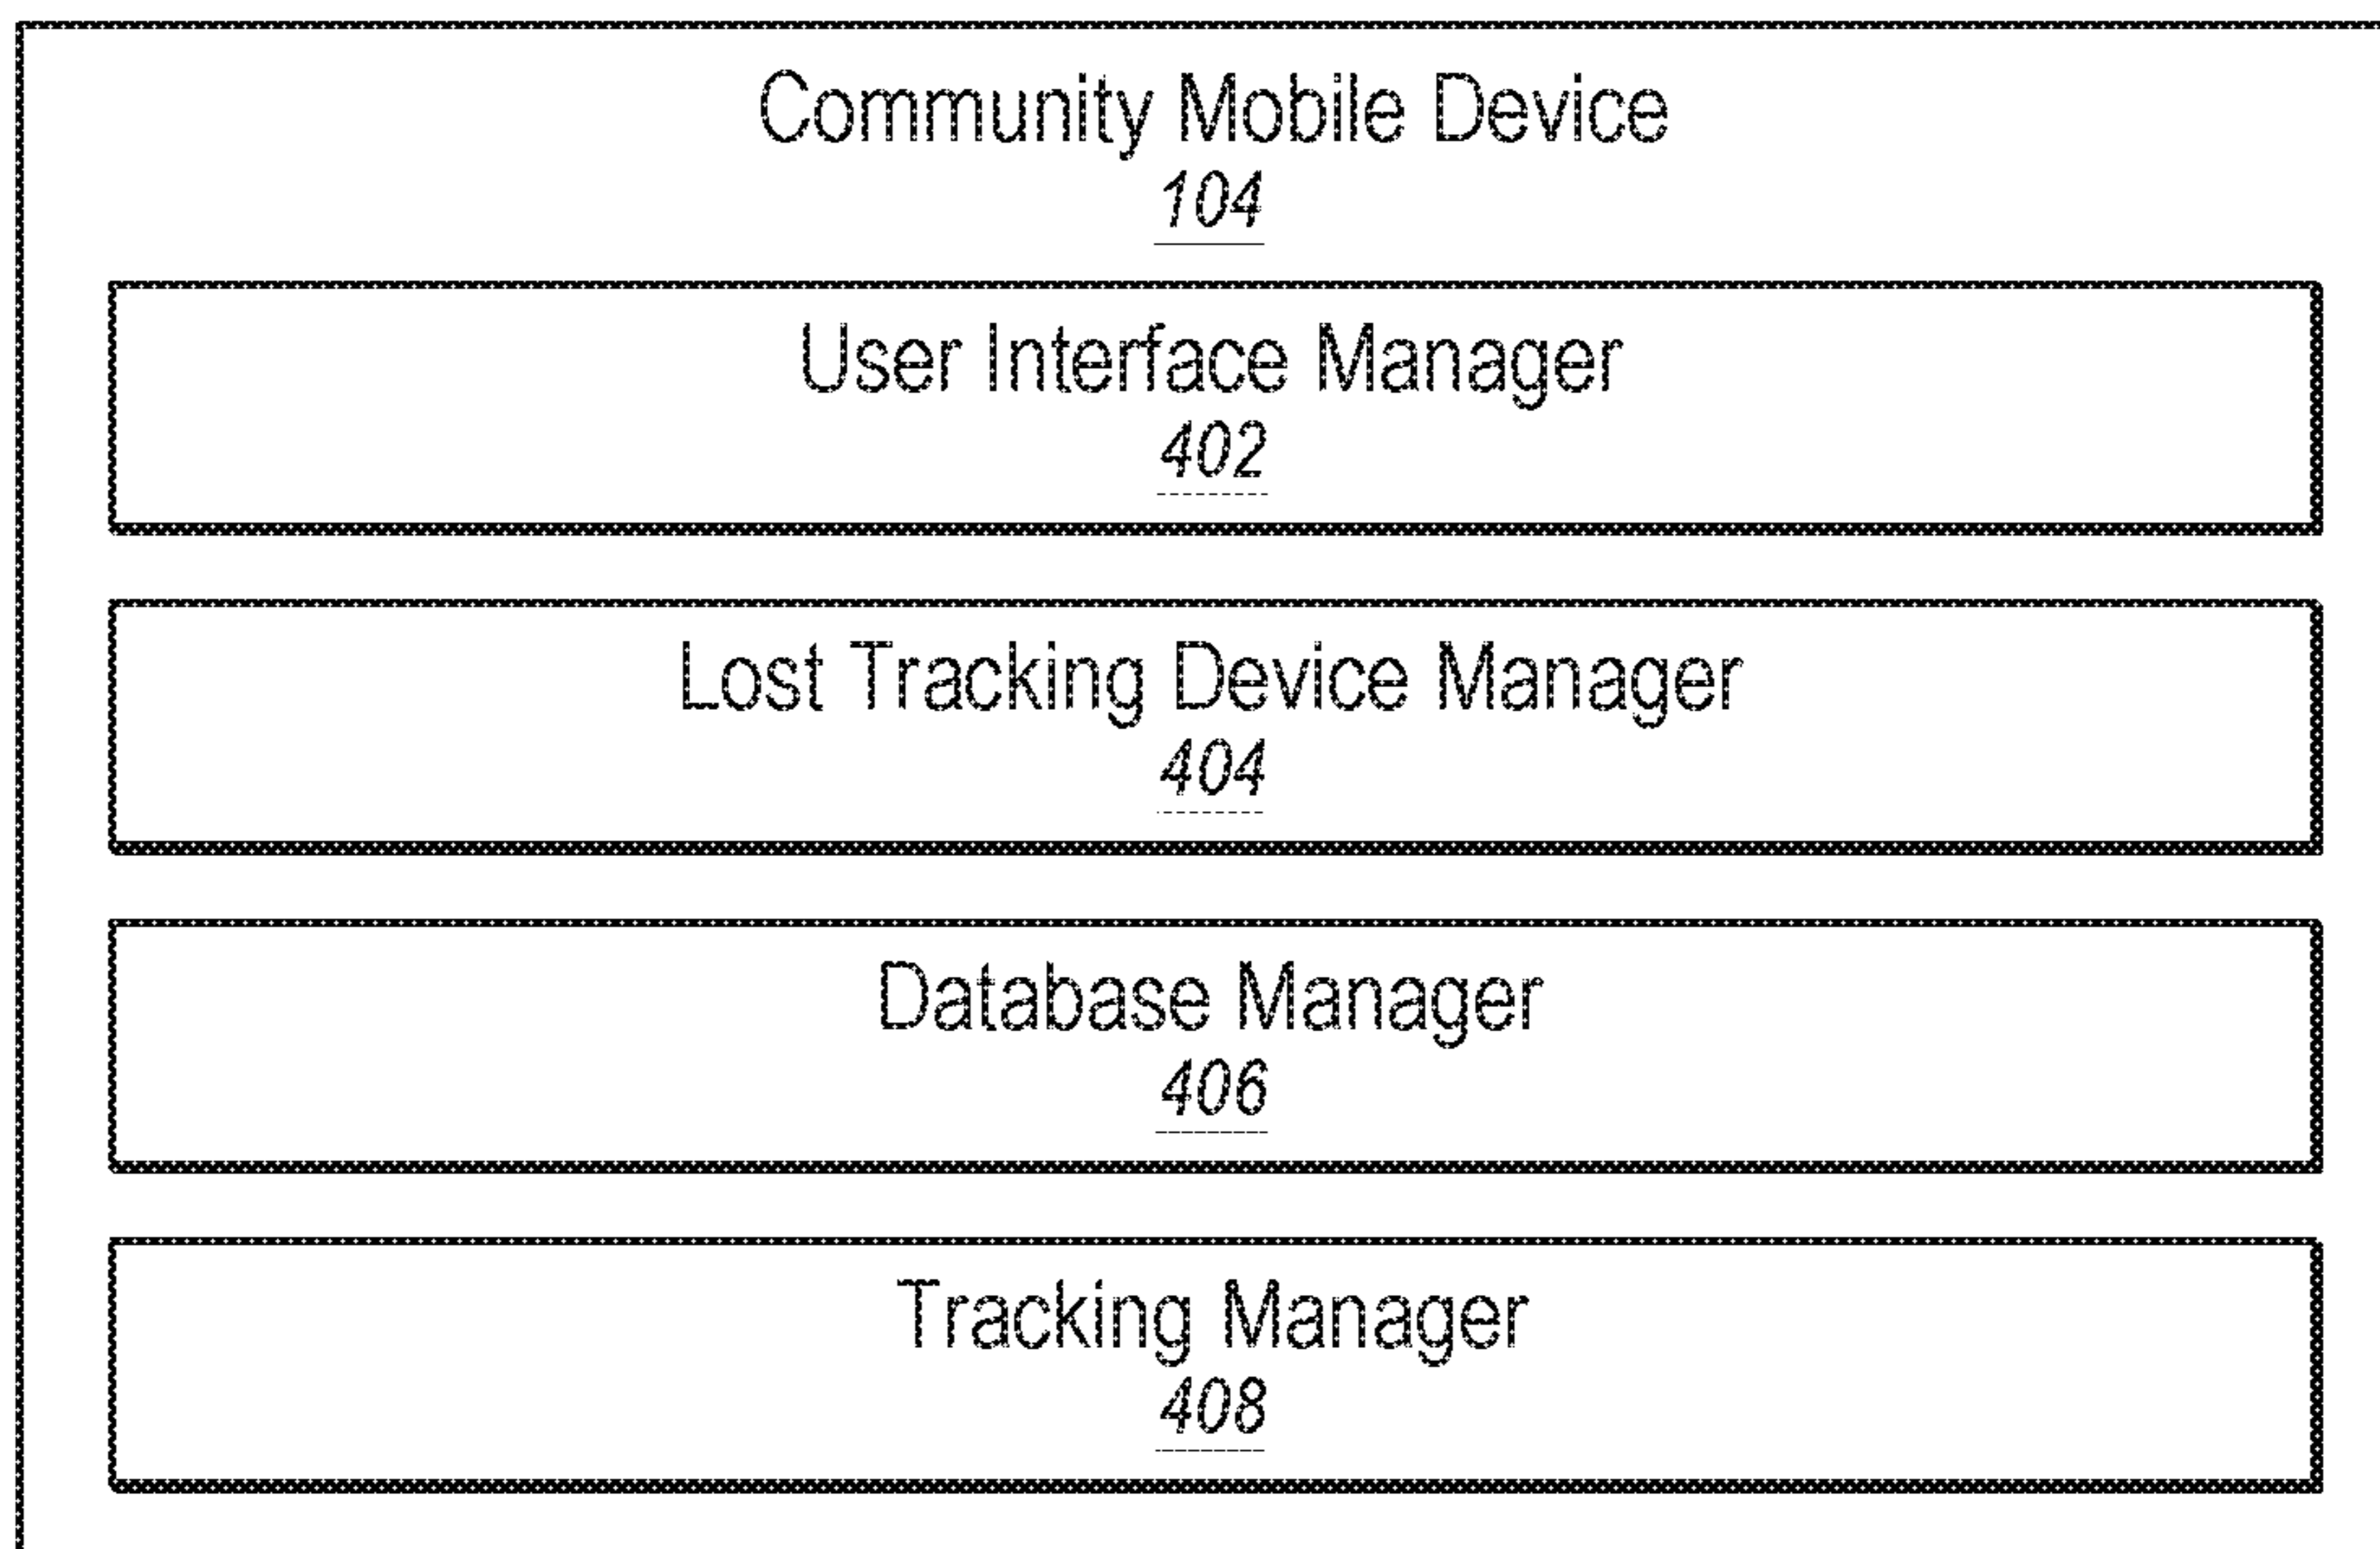 Community Mobile Device
104
User Interface Manager
402
Lost Tracking Device Manager
404
Database Manager
406
Tracking Manager
408